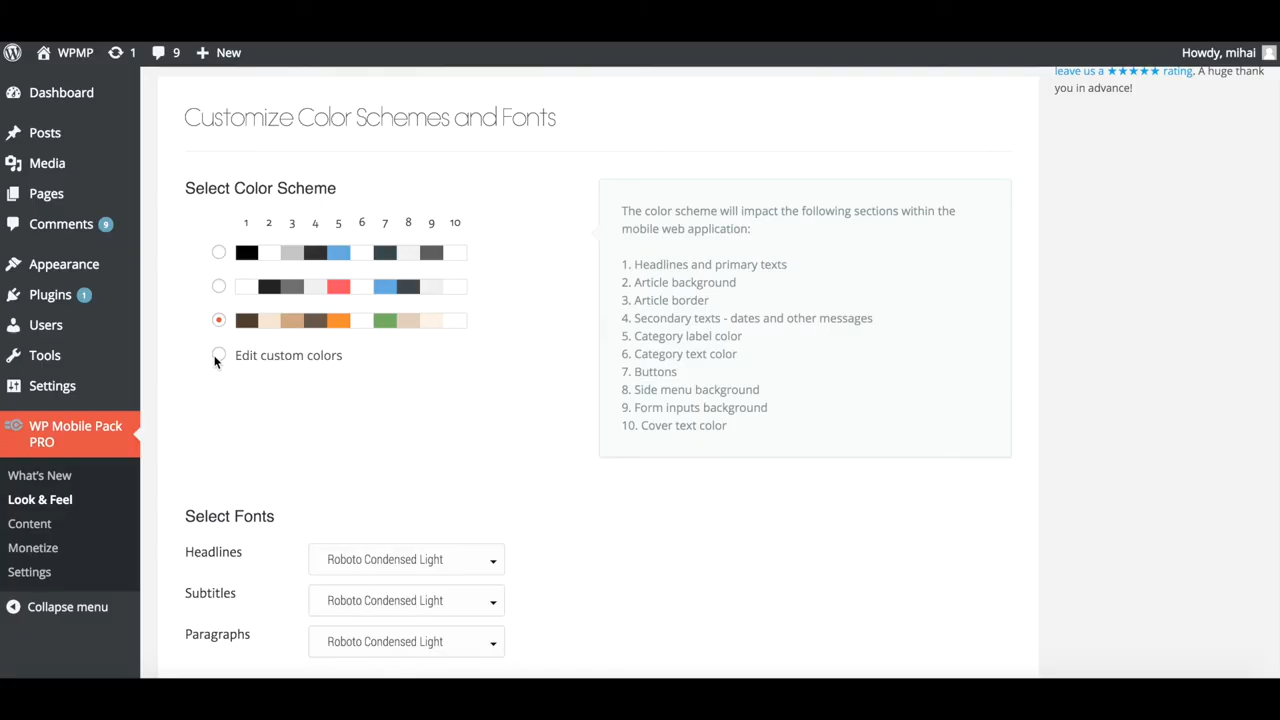 WPMP 1 9 New Howdy, mihai
leave us a ★★★★★ rating. A huge thank
you in advance!
Dashboard
Posts
Media
Pages
Comments 9
Appearance
Plugins 1
Users
Tools
Settings
WP Mobile Pack
PRO
What's New
Look & Feel
Content
Monetize
Settings
Collapse menu
Customize Color Schemes and Fonts
Select Color Scheme
1 2 3 4 5 6 7 8 9 10
Edit custom colors
The color scheme will impact the following sections within the
mobile web application:
1. Headlines and primary texts
2. Article background
3. Article border
4. Secondary texts - dates and other messages
5. Category label color
6. Category text color
7. Buttons
8. Side menu background
9. Form inputs background
10. Cover text color
Select Fonts
Headlines Roboto Condensed Light
Subtitles Roboto Condensed Light
Paragraphs Roboto Condensed Light